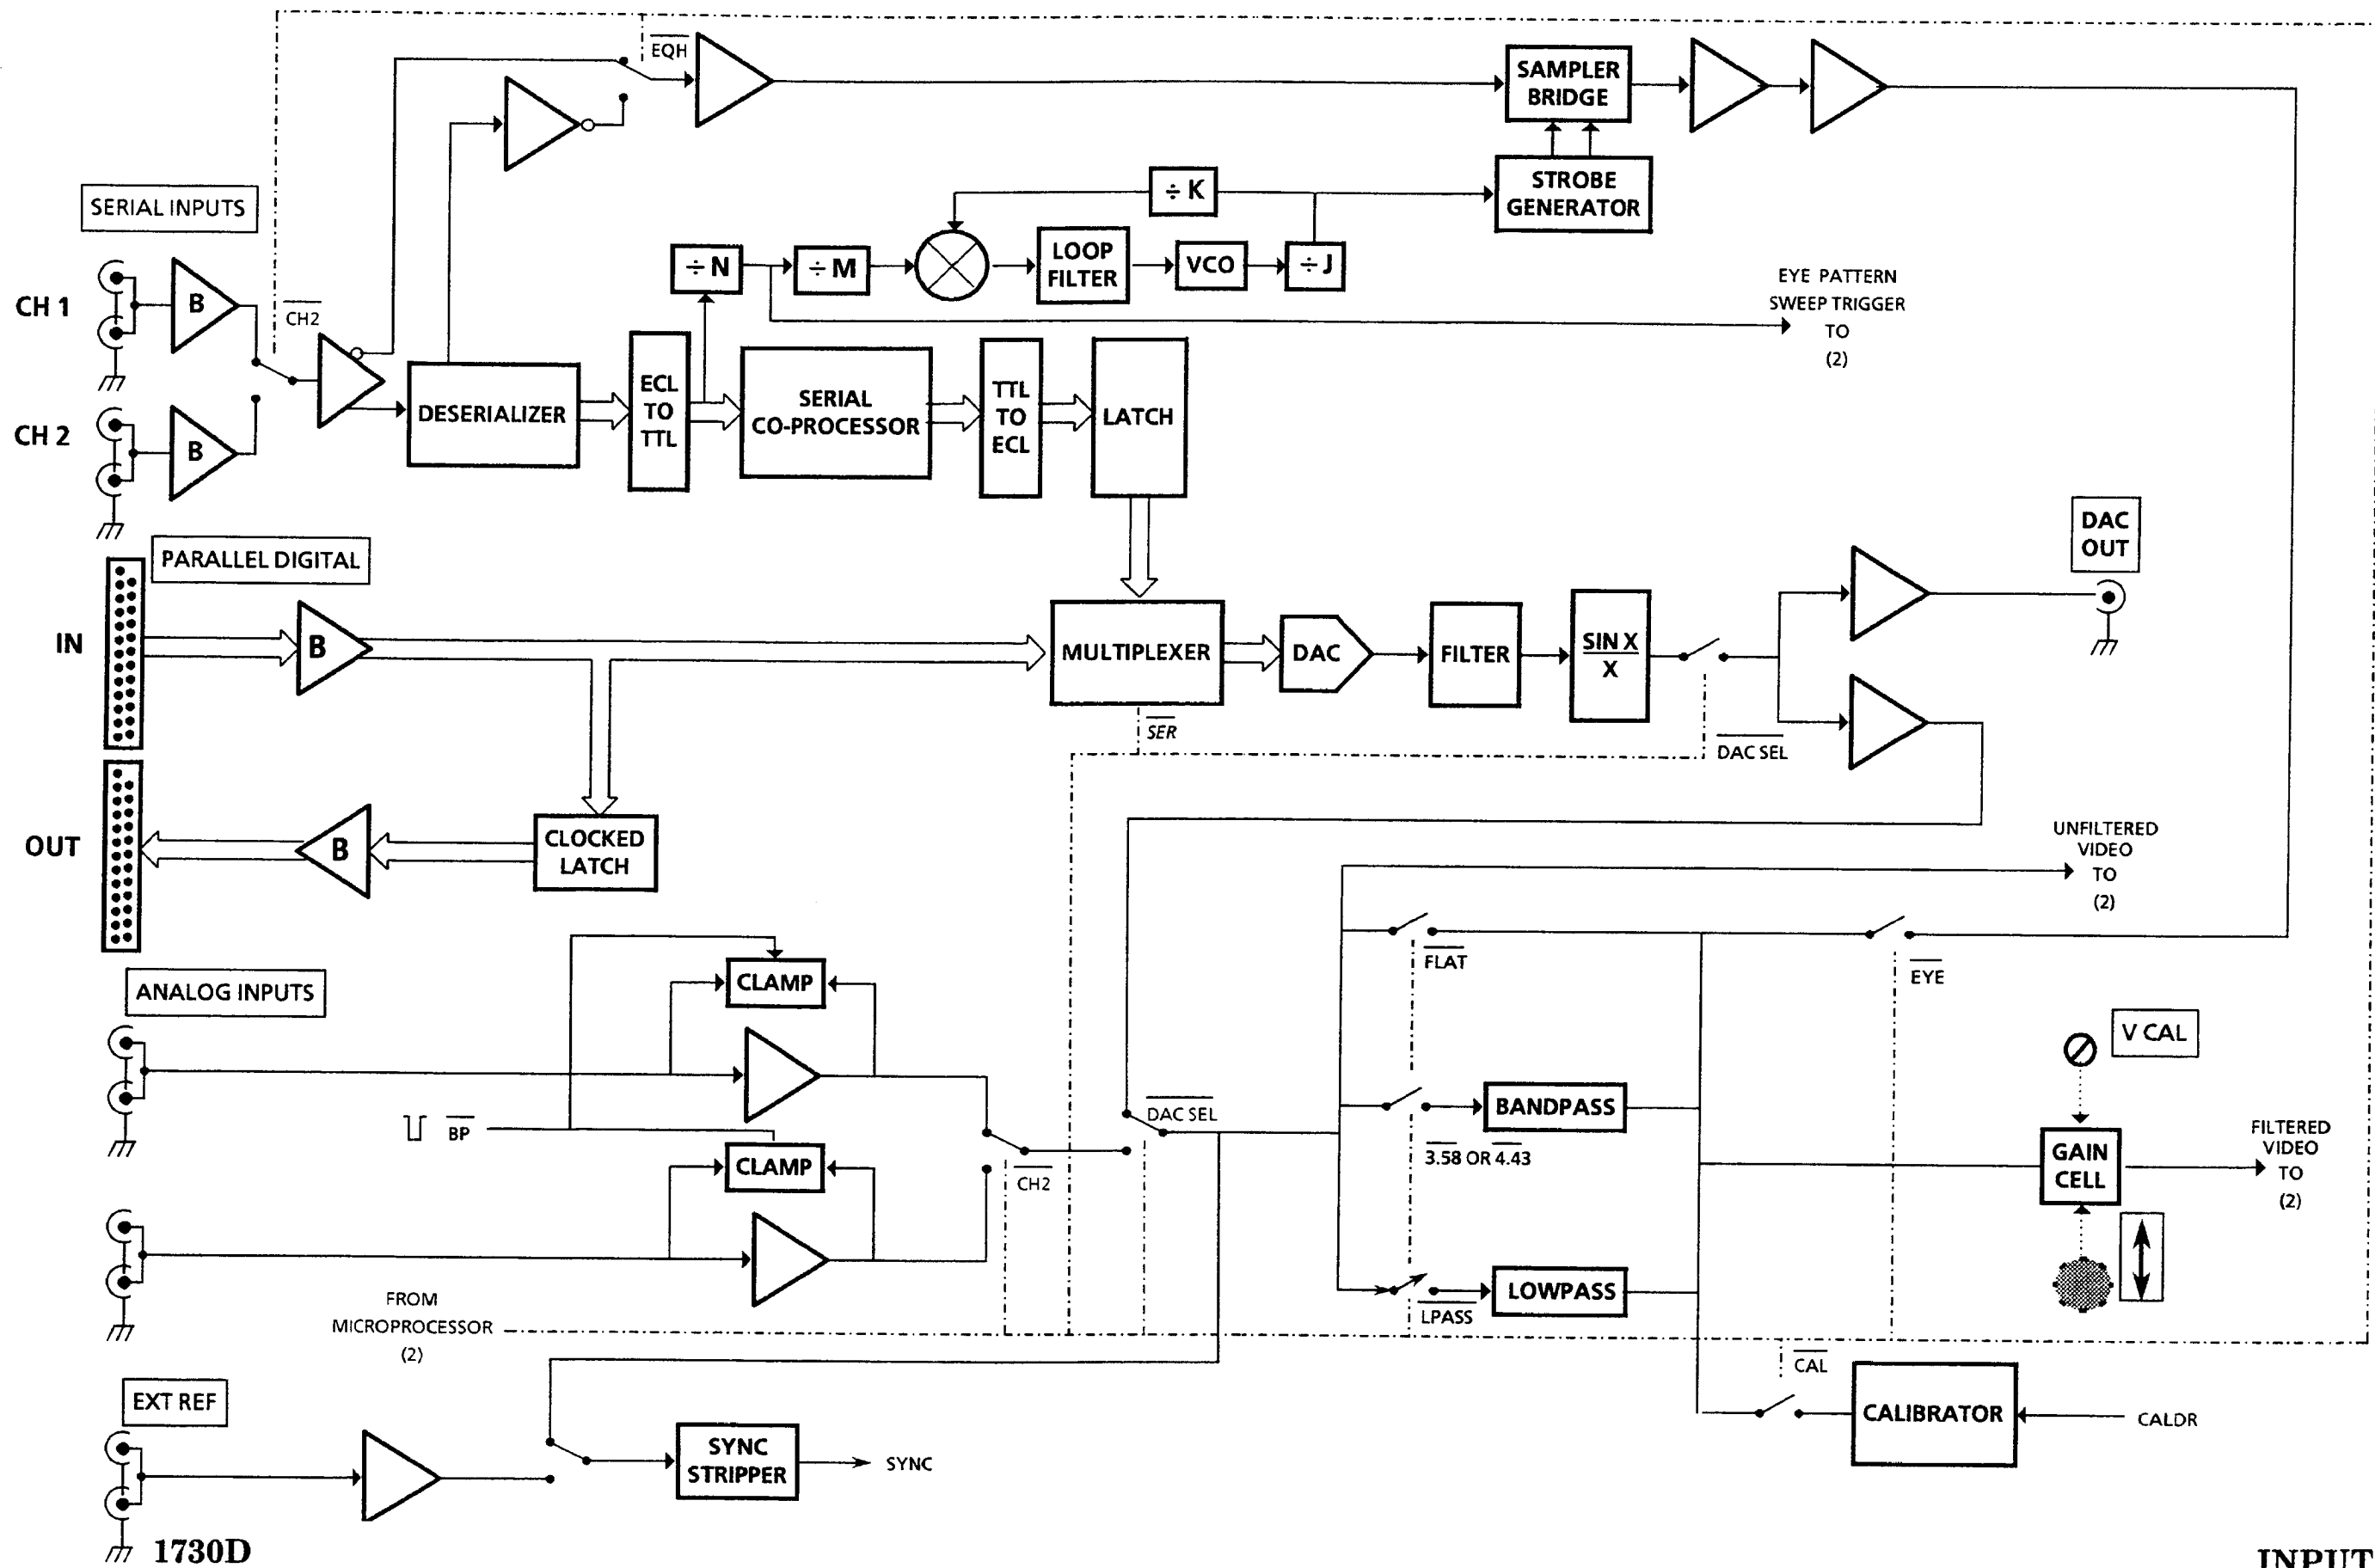 EQH
SAMPLER
BRIDGE
SERIAL INPUTS
÷ K
STROBE
GENERATOR
CH 1
B
CH2
÷ N
÷ M
LOOP
FILTER
VCO
÷ J
EYE PATTERN
SWEEP TRIGGER
TO
(2)
CH 2
B
DESERIALIZER
ECL
TO
TTL
SERIAL
CO-PROCESSOR
TTL
TO
ECL
LATCH
PARALLEL DIGITAL
DAC
OUT
IN
B
MULTIPLEXER
DAC
FILTER
SIN X
X
SER
DAC SEL
OUT
B
CLOCKED
LATCH
UNFILTERED
VIDEO
TO
(2)
FLAT
EYE
ANALOG INPUTS
CLAMP
V CAL
BP
CLAMP
CH2
DAC SEL
BANDPASS
3.58 OR 4.43
GAIN
CELL
FILTERED
VIDEO
TO
(2)
LPASS
LOWPASS
FROM
MICROPROCESSOR
(2)
CAL
CALIBRATOR
CALDR
EXT REF
SYNC
STRIPPER
SYNC
1730D
INPUT